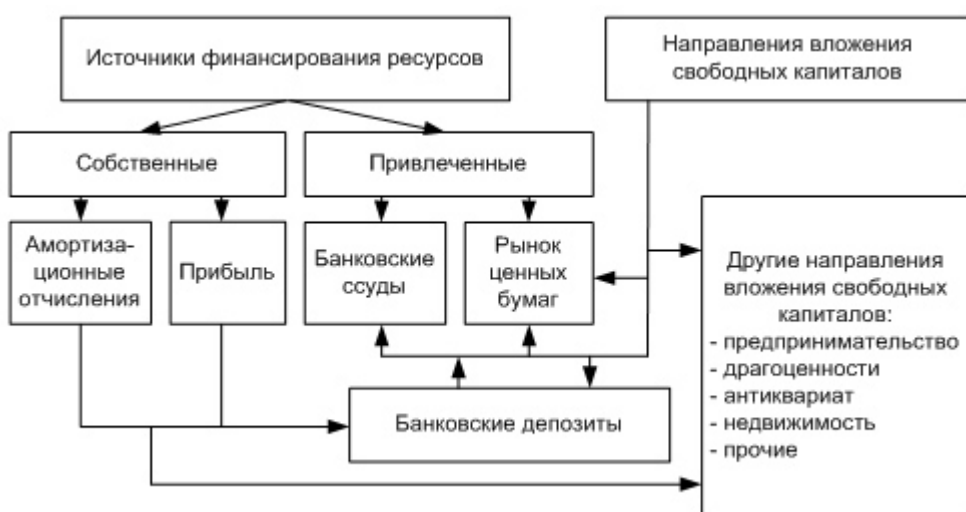 Источники финансирования ресурсов
Направления вложения
свободных капиталов
Собственные
Привлеченные
Амортиза-
ционные
отчисления
Прибыль
Банковские
ссуды
Рынок
ценных
бумаг
Другие направления
вложения свободных
капиталов:
- предпринимательство
- драгоценности
- антиквариат
- недвижимость
- прочие
Банковские депозиты